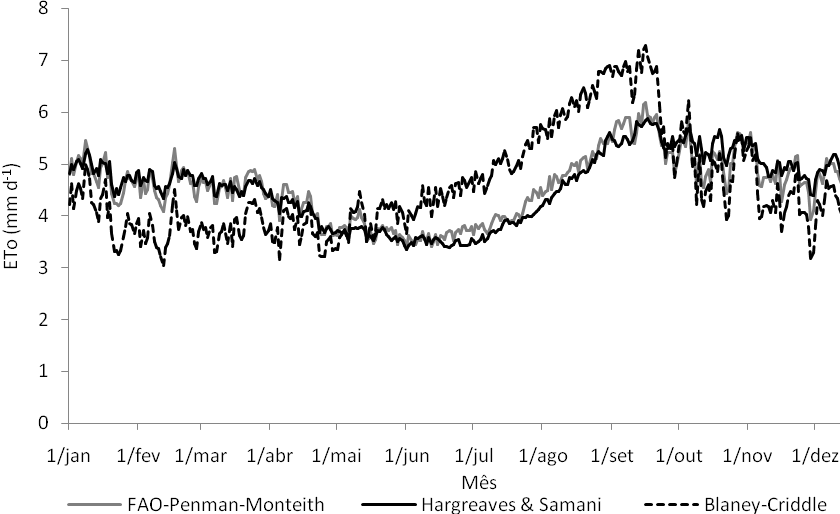 8
7
6
5
4
3
2
1
0
ETo (mm d-1)
1/jan 1/fev 1/mar 1/abr 1/mai 1/jun 1/jul 1/ago 1/set 1/out 1/nov 1/dez
Mês
FAO-Penman-Monteith Hargreaves & Samani Blaney-Criddle